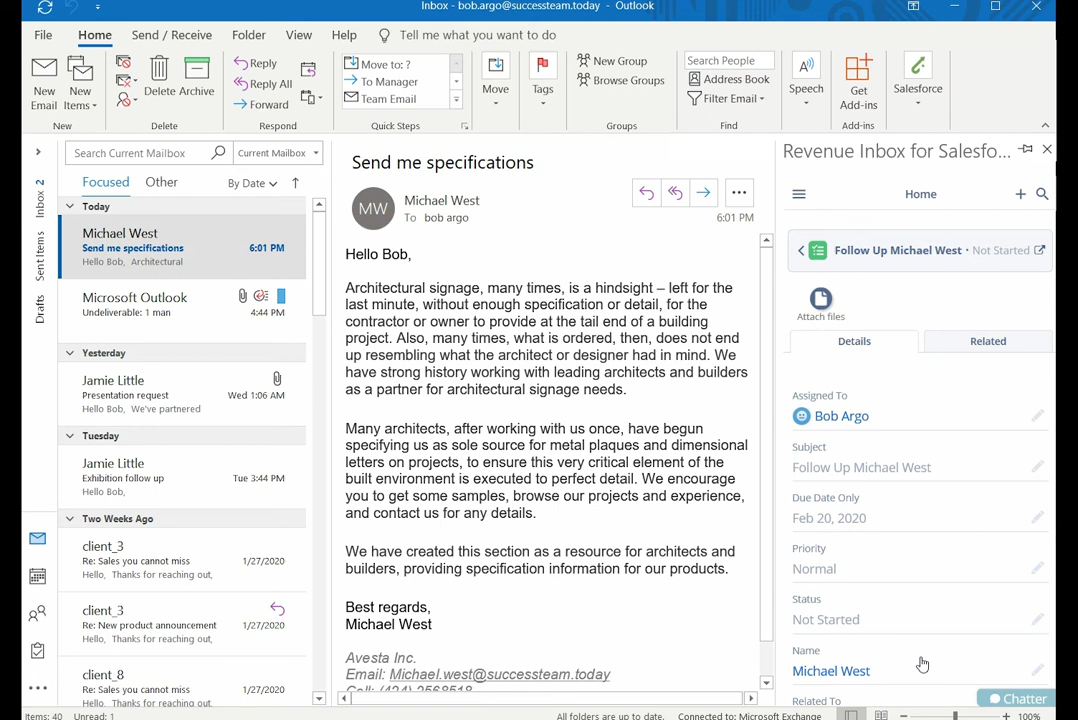 Inbox - bob.argo@successteam.today - Outlook
File Home Send / Receive Folder View Help Tell me what you want to do
New Email
New Items
Delete
Archive
Reply
Reply All
Forward
Move to: ?
To Manager
Team Email
Move
Tags
New Group
Browse Groups
Search People
Address Book
Filter Email
Speech
Get Add-ins
Salesforce
New Delete Respond Quick Steps Groups Find Add-ins
Search Current Mailbox Current Mailbox
Focused Other By Date
Inbox 2
Sent Items
Drafts
Today
Michael West
Send me specifications 6:01 PM
Hello Bob, Architectural
Microsoft Outlook
Undeliverable: 1 man 4:44 PM
Yesterday
Jamie Little
Presentation request Wed 1:06 AM
Hello Bob, We've partnered
Tuesday
Jamie Little
Exhibition follow up Tue 3:44 PM
Hello Bob,
Two Weeks Ago
client_3
Re: Sales you cannot miss 1/27/2020
Hello, Thanks for reaching out,
client_3
Re: New product announcement 1/27/2020
Hello, Thanks for reaching out,
client_8
Re: Sales you cannot miss 1/27/2020
Send me specifications
MW
Michael West
To bob argo
6:01 PM
Hello Bob,
Architectural signage, many times, is a hindsight – left for the
last minute, without enough specification or detail, for the
contractor or owner to provide at the tail end of a building
project. Also, many times, what is ordered, then, does not end
up resembling what the architect or designer had in mind. We
have strong history working with leading architects and builders
as a partner for architectural signage needs.
Many architects, after working with us once, have begun
specifying us as sole source for metal plaques and dimensional
letters on projects, to ensure this very critical element of the
built environment is executed to perfect detail. We encourage
you to get some samples, browse our projects and experience,
and contact us for any details.
We have created this section as a resource for architects and
builders, providing specification information for our products.
Best regards,
Michael West
Avesta Inc.
Email: Michael.west@successteam.today
Cell: (424) 2568518
Revenue Inbox for Salesfo...
Home
Follow Up Michael West • Not Started
Attach files
Details Related
Assigned To
Bob Argo
Subject
Follow Up Michael West
Due Date Only
Feb 20, 2020
Priority
Normal
Status
Not Started
Name
Michael West
Related To
Chatter
Items: 40 Unread: 1 All folders are up to date. Connected to: Microsoft Exchange 100%